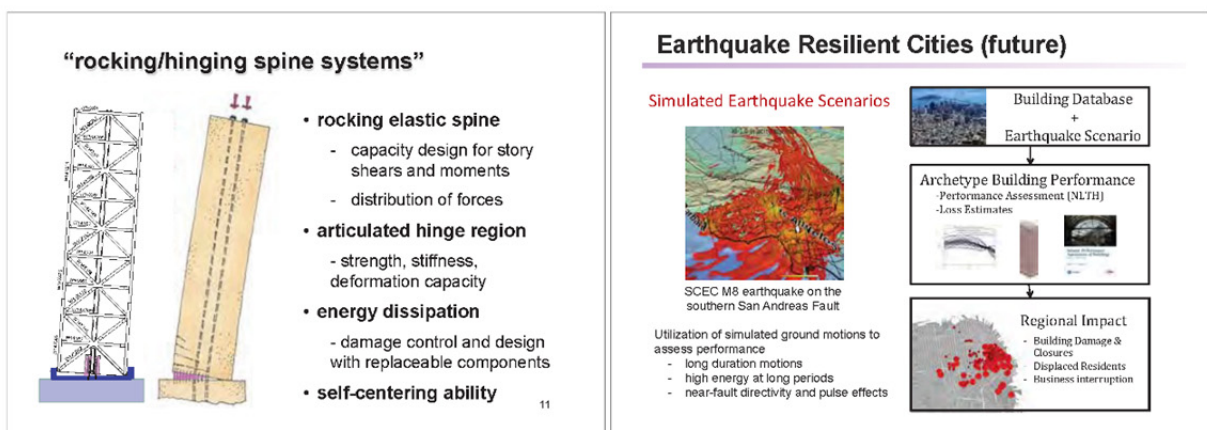 “rocking/hinging spine systems”
• rocking elastic spine
- capacity design for story
shears and moments
- distribution of forces
• articulated hinge region
- strength, stiffness,
deformation capacity
• energy dissipation
- damage control and design
with replaceable components
• self-centering ability
11
Earthquake Resilient Cities (future)
Simulated Earthquake Scenarios
SCEC M8 earthquake on the
southern San Andreas Fault
Utilization of simulated ground motions to
assess performance
- long duration motions
- high energy at long periods
- near-fault directivity and pulse effects
Building Database
+
Earthquake Scenario
Archetype Building Performance
-Performance Assessment (NLTH)
-Loss Estimates
Regional Impact
- Building Damage &
Closures
- Displaced Residents
- Business interruption